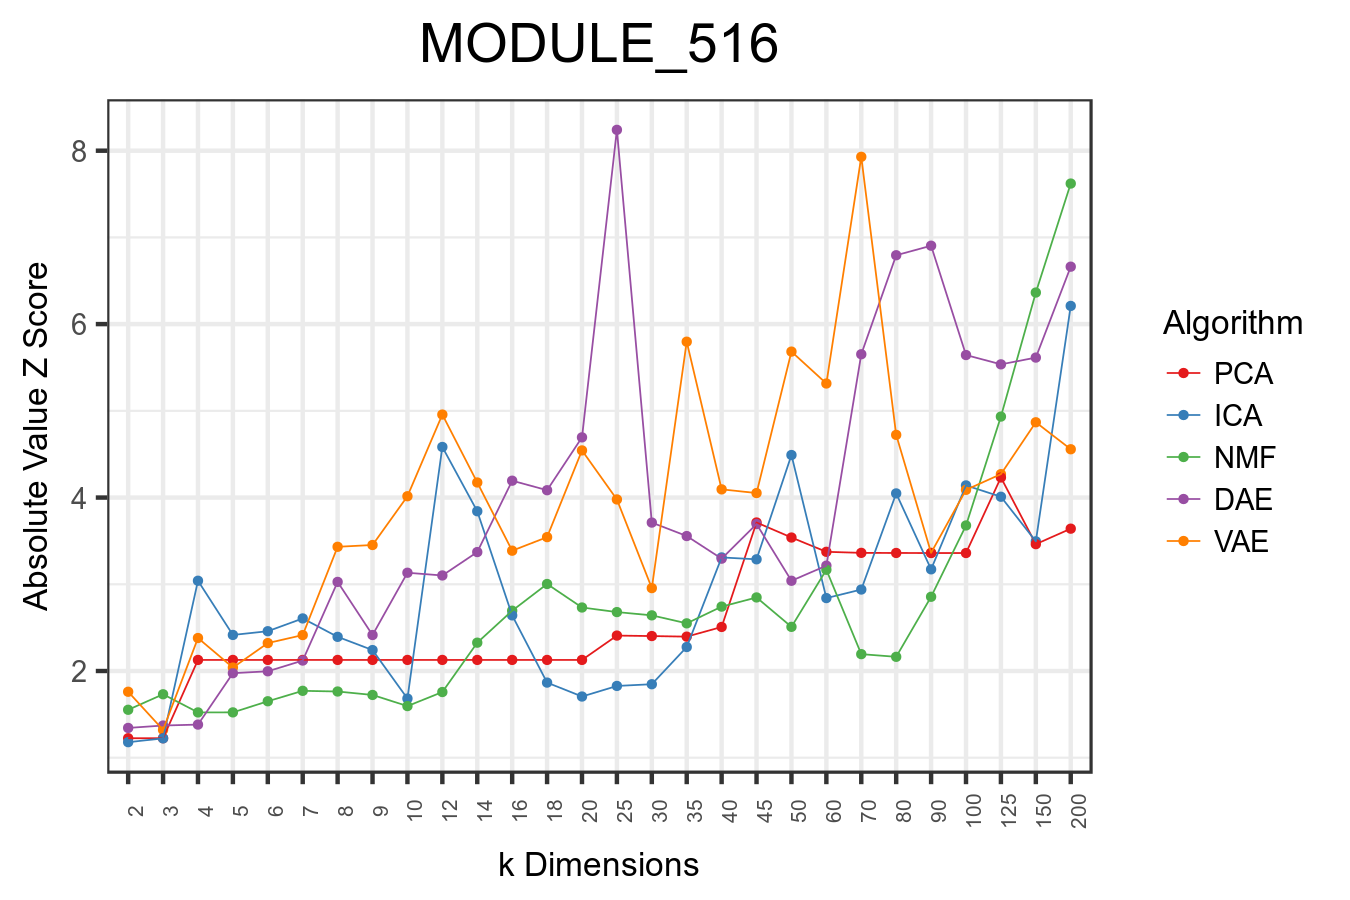 MODULE_516
Absolute Value Z Score
8
6
4
2
2 3 4 5 6 7 8 9 10 12 14 16 18 20 25 30 35 40 45 50 60 70 80 90 100 125 150 200
k Dimensions
Algorithm
PCA
ICA
NMF
DAE
VAE